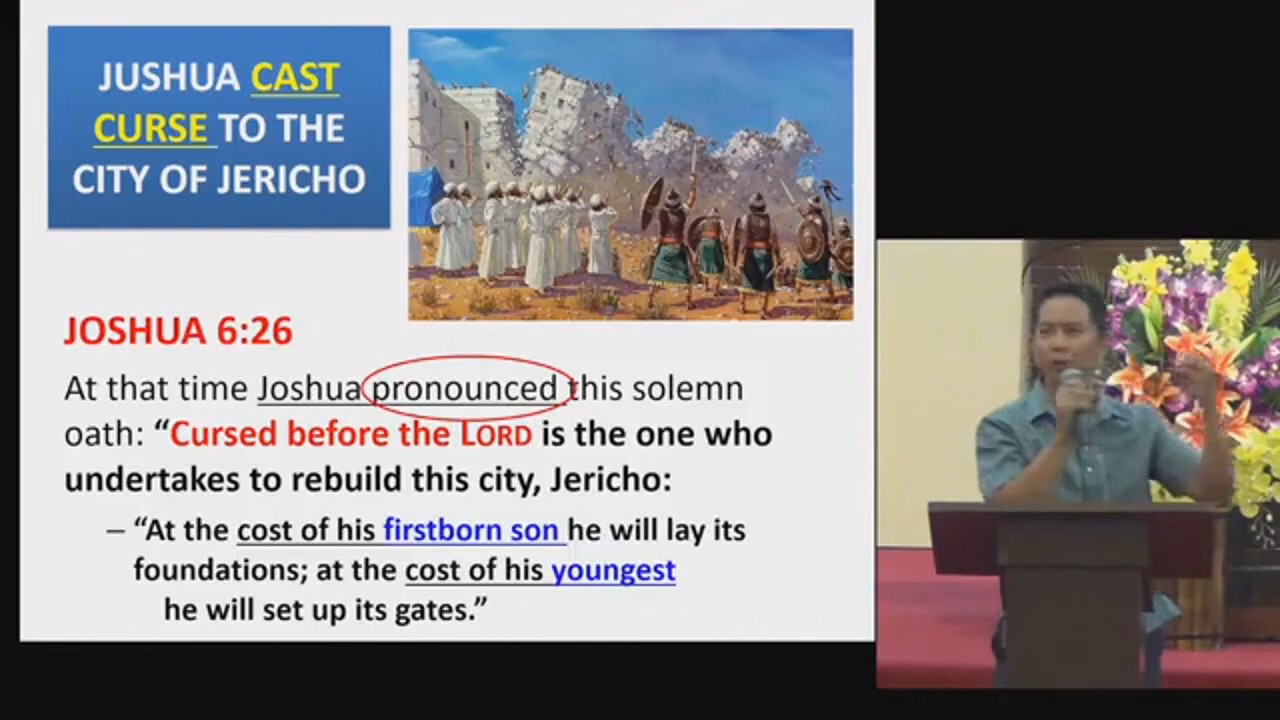 JUSHUA CAST
CURSE TO THE
CITY OF JERICHO
JOSHUA 6:26
At that time Joshua pronounced this solemn
oath: “Cursed before the LORD is the one who
undertakes to rebuild this city, Jericho:
– “At the cost of his firstborn son he will lay its
foundations; at the cost of his youngest
he will set up its gates.”